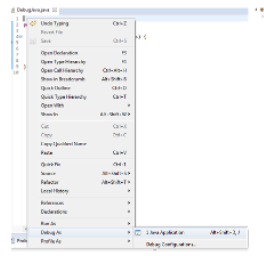 DebugJava.java
Undo Typing Ctrl+Z
Revert File
Save Ctrl+S
Open Declaration F3
Open Type Hierarchy F4
Open Call Hierarchy Ctrl+Alt+H
Show in Breadcrumb Alt+Shift+B
Quick Outline Ctrl+O
Quick Type Hierarchy Ctrl+T
Open With
Show In Alt+Shift+W
Cut Ctrl+X
Copy Ctrl+C
Copy Qualified Name
Paste Ctrl+V
Quick Fix Ctrl+1
Source Alt+Shift+S
Refactor Alt+Shift+T
Local History
References
Declarations
Run As
Debug As
Profile As
1 Java Application Alt+Shift+D, J
Debug Configurations...